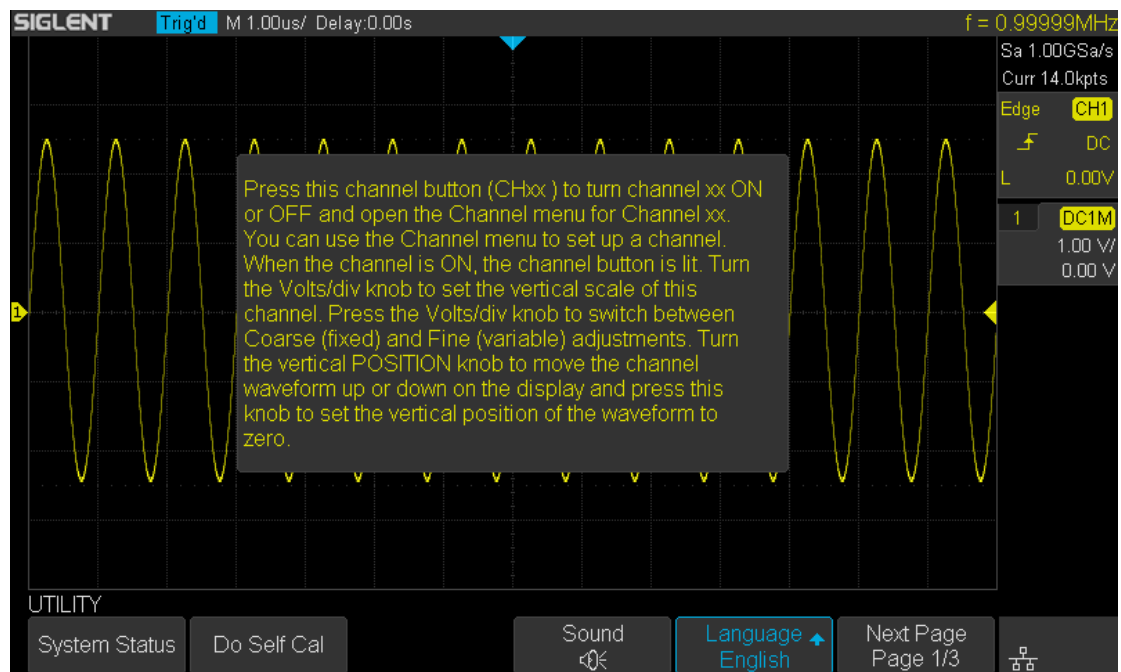 SIGLENT Trig'd M 1.00us/ Delay:0.00s f = 0.99999MHz
Sa 1.00GSa/s
Curr 14.0kpts
Edge CH1
DC
L 0.00V
1 DC1M
1.00 V/
0.00 V
Press this channel button (CHxx ) to turn channel xx ON
or OFF and open the Channel menu for Channel xx.
You can use the Channel menu to set up a channel.
When the channel is ON, the channel button is lit. Turn
the Volts/div knob to set the vertical scale of this
channel. Press the Volts/div knob to switch between
Coarse (fixed) and Fine (variable) adjustments. Turn
the vertical POSITION knob to move the channel
waveform up or down on the display and press this
knob to set the vertical position of the waveform to
zero.
1
UTILITY
System Status
Do Self Cal
Sound
Language
English
Next Page
Page 1/3